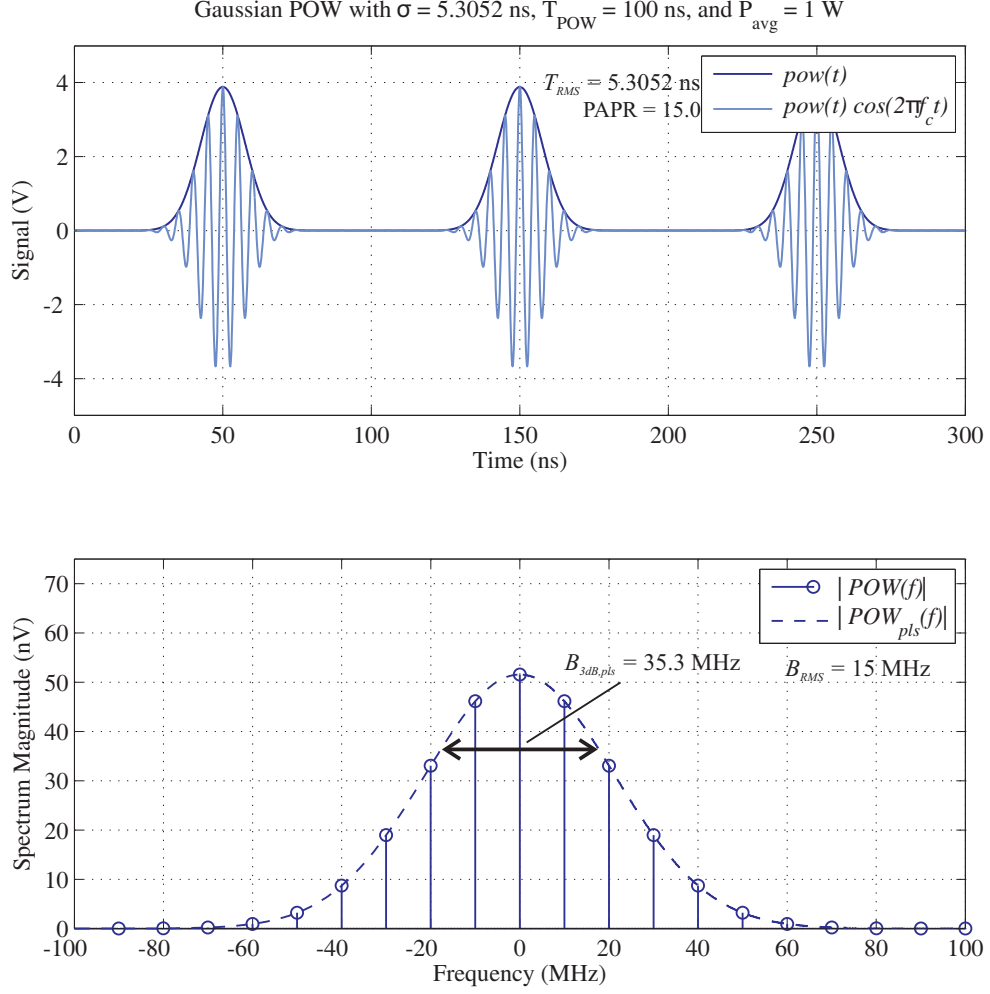 Gaussian POW with σ = 5.3052 ns, T_POW = 100 ns, and P_avg = 1 W
T_RMS = 5.3052 ns
PAPR = 15.0
pow(t)
pow(t) cos(2πf_c t)
Signal (V)
4
2
0
-2
-4
0 50 100 150 200 250 300
Time (ns)
|POW(f)|
|POW_pls(f)|
B_3dB,pls = 35.3 MHz
B_RMS = 15 MHz
Spectrum Magnitude (nV)
70
60
50
40
30
20
10
0
-100 -80 -60 -40 -20 0 20 40 60 80 100
Frequency (MHz)